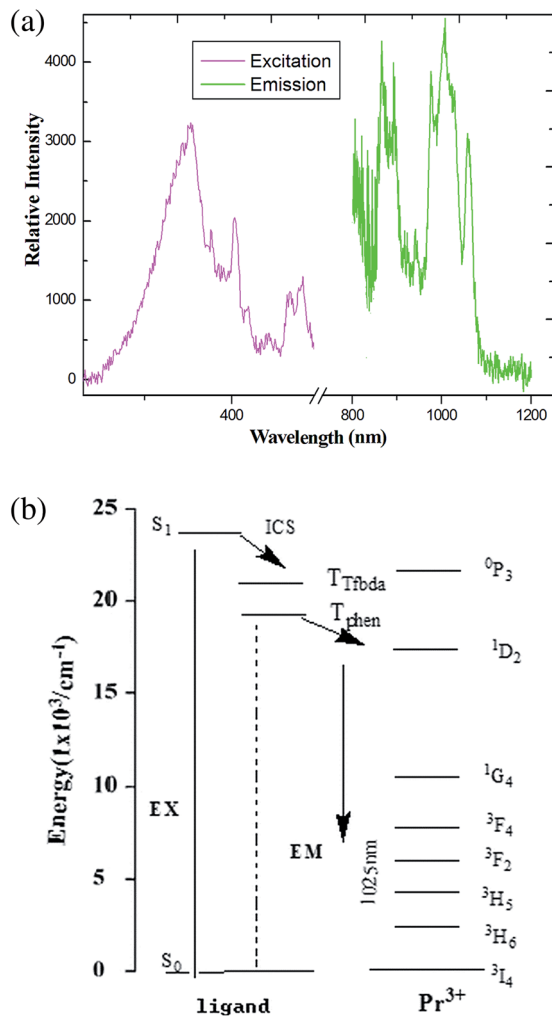 (a)
Excitation
Emission
4000
3000
2000
1000
0
Relative Intensity
400
800
1000
1200
Wavelength (nm)
(b)
25
20
15
10
5
0
Energy(1x10³/cm⁻¹)
S₁
ICS
T_Tfbda
T_phen
⁰P₃
¹D₂
¹G₄
³F₄
³F₂
³H₅
³H₆
³I₄
EX
EM
1025nm
S₀
ligand
Pr³⁺